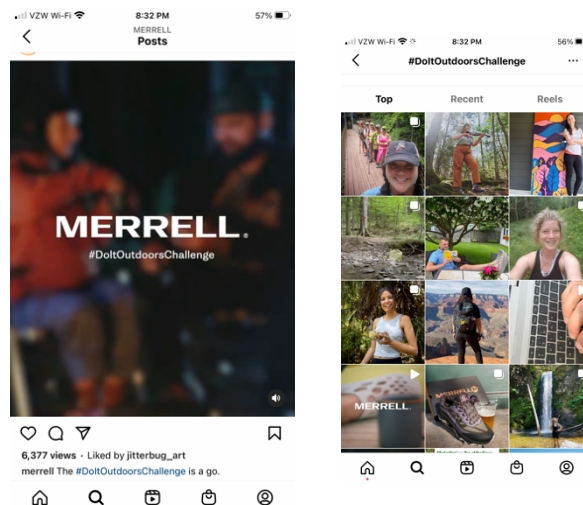 VZW Wi-Fi 8:32 PM 57%
MERRELL
Posts
MERRELL.
#DoItOutdoorsChallenge
6,377 views · Liked by jitterbug_art
merrell The #DoItOutdoorsChallenge is a go.
VZW Wi-Fi 8:32 PM 56%
#DoItOutdoorsChallenge
Top Recent Reels
MERRELL.
MERRELL